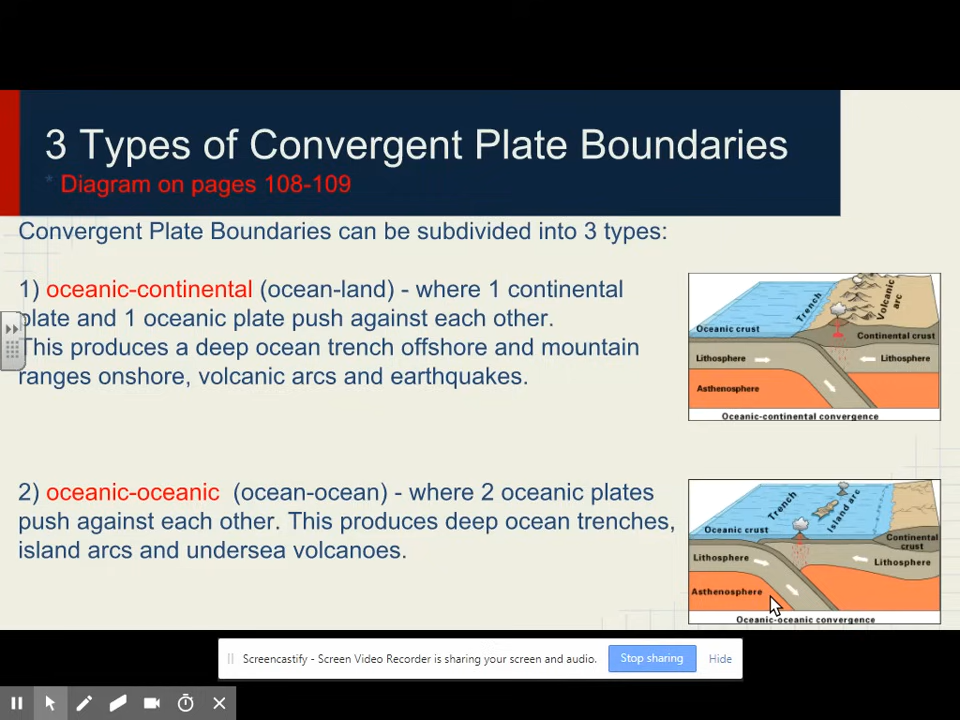 3 Types of Convergent Plate Boundaries
* Diagram on pages 108-109
Convergent Plate Boundaries can be subdivided into 3 types:
1) oceanic-continental (ocean-land) - where 1 continental
plate and 1 oceanic plate push against each other.
This produces a deep ocean trench offshore and mountain
ranges onshore, volcanic arcs and earthquakes.
Trench
Volcanic
arc
Oceanic crust
Continental crust
Lithosphere
Lithosphere
Asthenosphere
Oceanic-continental convergence
2) oceanic-oceanic (ocean-ocean) - where 2 oceanic plates
push against each other. This produces deep ocean trenches,
island arcs and undersea volcanoes.
Trench
Island arc
Oceanic crust
Continental
crust
Lithosphere
Lithosphere
Asthenosphere
Oceanic-oceanic convergence
Screencastify - Screen Video Recorder is sharing your screen and audio.
Stop sharing
Hide